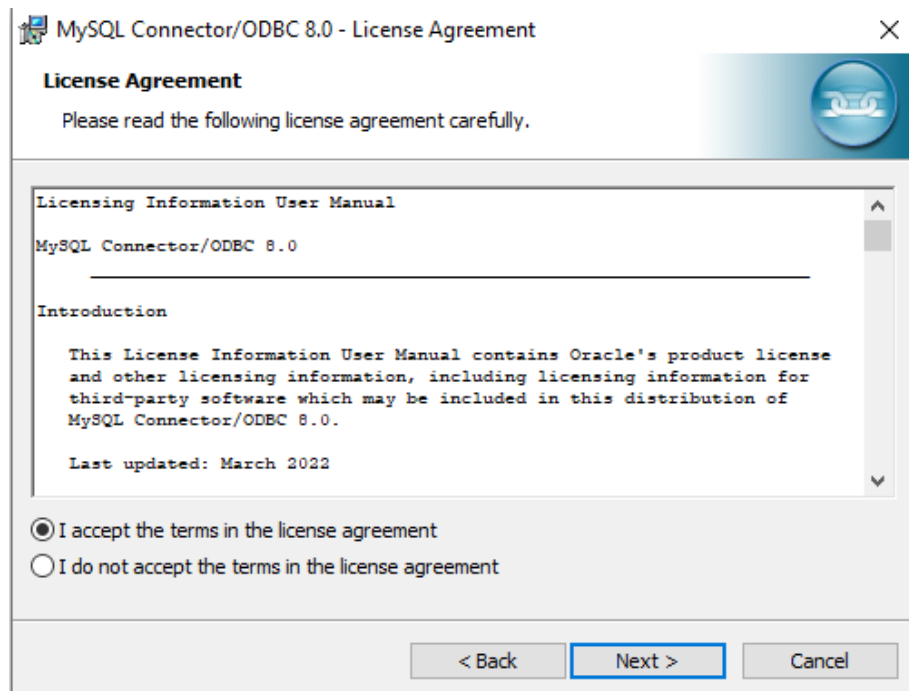 MySQL Connector/ODBC 8.0 - License Agreement
License Agreement
Please read the following license agreement carefully.
Licensing Information User Manual
MySQL Connector/ODBC 8.0
Introduction
This License Information User Manual contains Oracle's product license
and other licensing information, including licensing information for
third-party software which may be included in this distribution of
MySQL Connector/ODBC 8.0.
Last updated: March 2022
I accept the terms in the license agreement
I do not accept the terms in the license agreement
< Back Next > Cancel